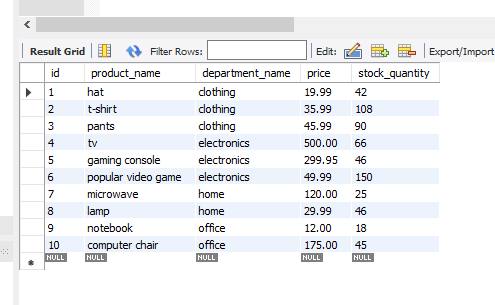 Result Grid Filter Rows: Edit: Export/Import
id product_name department_name price stock_quantity
1 hat clothing 19.99 42
2 t-shirt clothing 35.99 108
3 pants clothing 45.99 90
4 tv electronics 500.00 66
5 gaming console electronics 299.95 46
6 popular video game electronics 49.99 150
7 microwave home 120.00 25
8 lamp home 29.99 46
9 notebook office 12.00 18
10 computer chair office 175.00 45
NULL NULL NULL NULL NULL